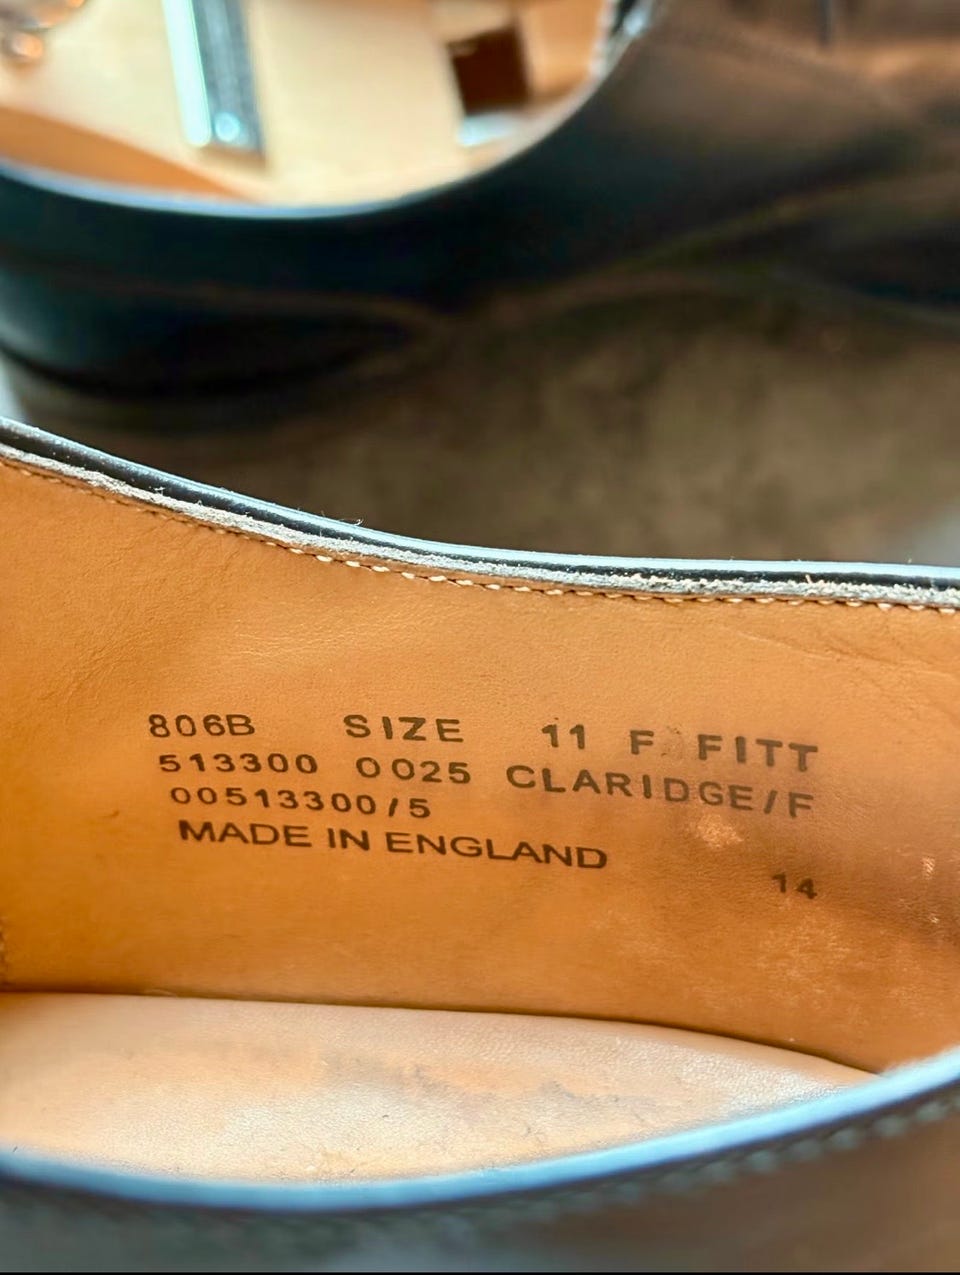 806B SIZE 11 F FITT
513300 0025 CLARIDGE/F
00513300/5
MADE IN ENGLAND
14